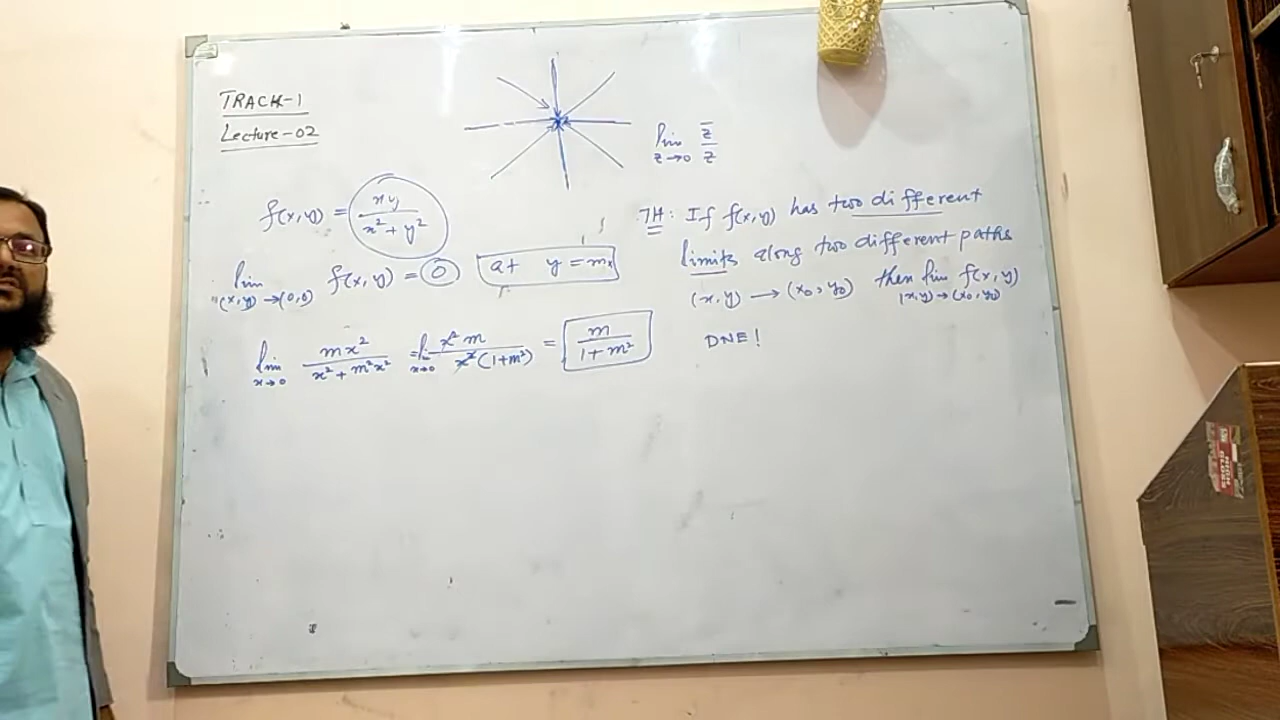 TRACK-1
Lecture-02
lim z→0 z̅/z
f(x,y) = xy/(x² + y²)
lim (x,y)→(0,0) f(x,y) = 0 at y = mx
lim x→0 mx²/(x² + m²x²) = lim x→0 x² m/(x²(1+m²)) = m/(1+m²)
TH: If f(x,y) has two different
limits along two different paths
(x,y) → (x₀,y₀) then lim (x,y)→(x₀,y₀) f(x,y)
DNE!